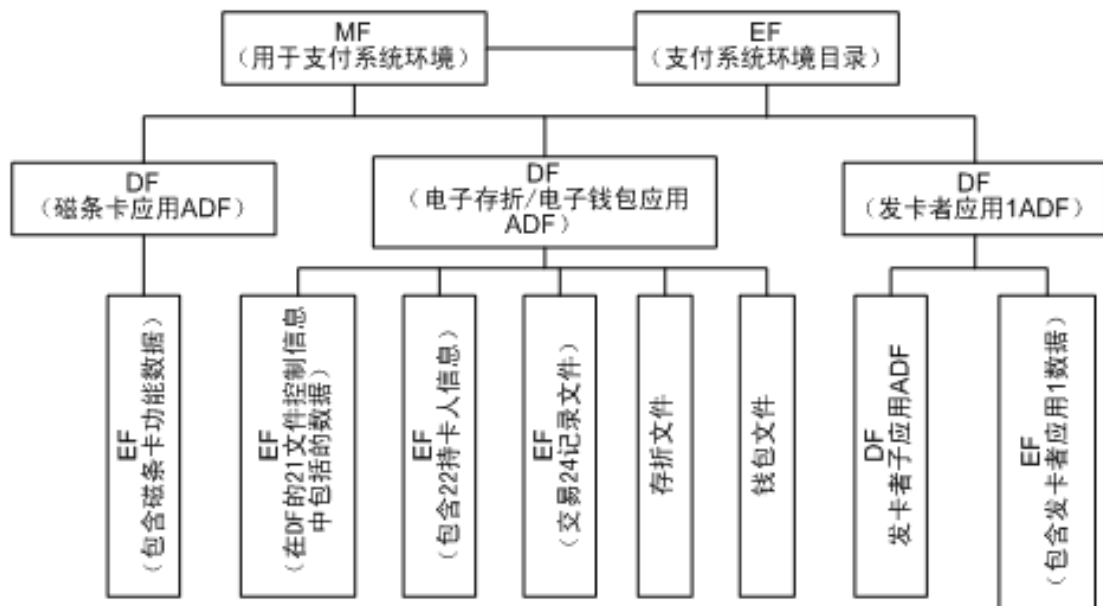 MF
（用于支付系统环境）
EF
（支付系统环境目录）
DF
（磁条卡应用ADF）
DF
（电子存折/电子钱包应用
ADF）
DF
（发卡者应用1ADF）
EF
（包含磁条卡功能数据）
EF
（在DF的21文件控制信息
中包括的数据）
EF
（包含22持卡人信息）
EF
（交易24记录文件）
存折文件
钱包文件
DF
发卡者子应用ADF
EF
（包含发卡者应用1数据）